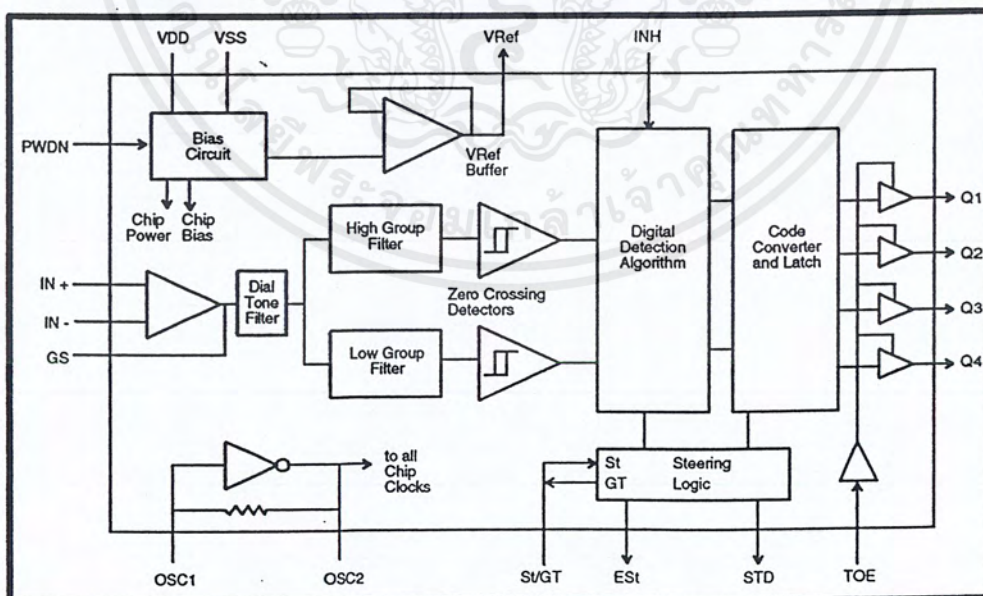 VDD
VSS
VRef
INH
PWDN
Bias
Circuit
VRef
Buffer
Chip
Power
Chip
Bias
High Group
Filter
Digital
Detection
Algorithm
Code
Converter
and Latch
Q1
Q2
Q3
Q4
IN +
IN -
GS
Dial
Tone
Filter
Zero Crossing
Detectors
Low Group
Filter
to all
Chip
Clocks
St
GT
Steering
Logic
OSC1
OSC2
St/GT
ESt
STD
TOE